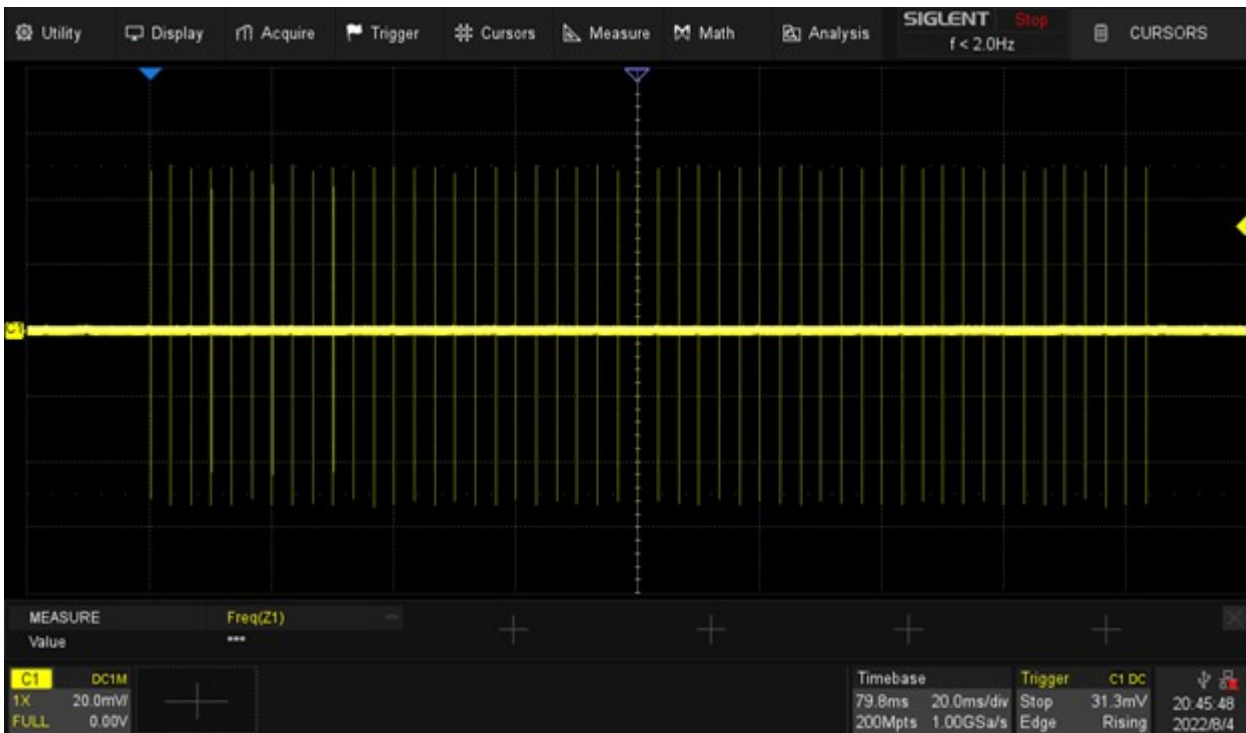 Utility Display Acquire Trigger Cursors Measure Math Analysis SIGLENT Stop CURSORS
f < 2.0Hz
C1
MEASURE Freq(Z1)
Value ***
C1 DC1M Timebase Trigger C1 DC
1X 20.0mV/ 79.8ms 20.0ms/div Stop 31.3mV 20:45:48
FULL 0.00V 200Mpts 1.00GSa/s Edge Rising 2022/8/4